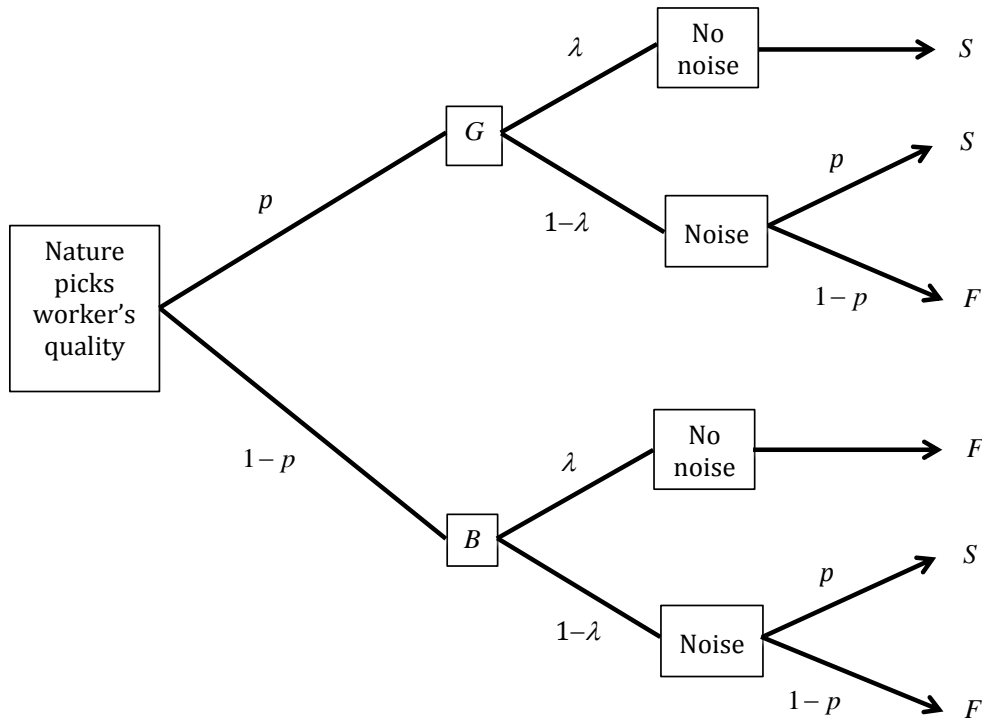 No
noise
λ
S
G
p
S
p
1−λ
Noise
Nature
picks
worker's
quality
1−p
F
No
noise
F
λ
1−p
B
p
S
1−λ
Noise
1−p
F